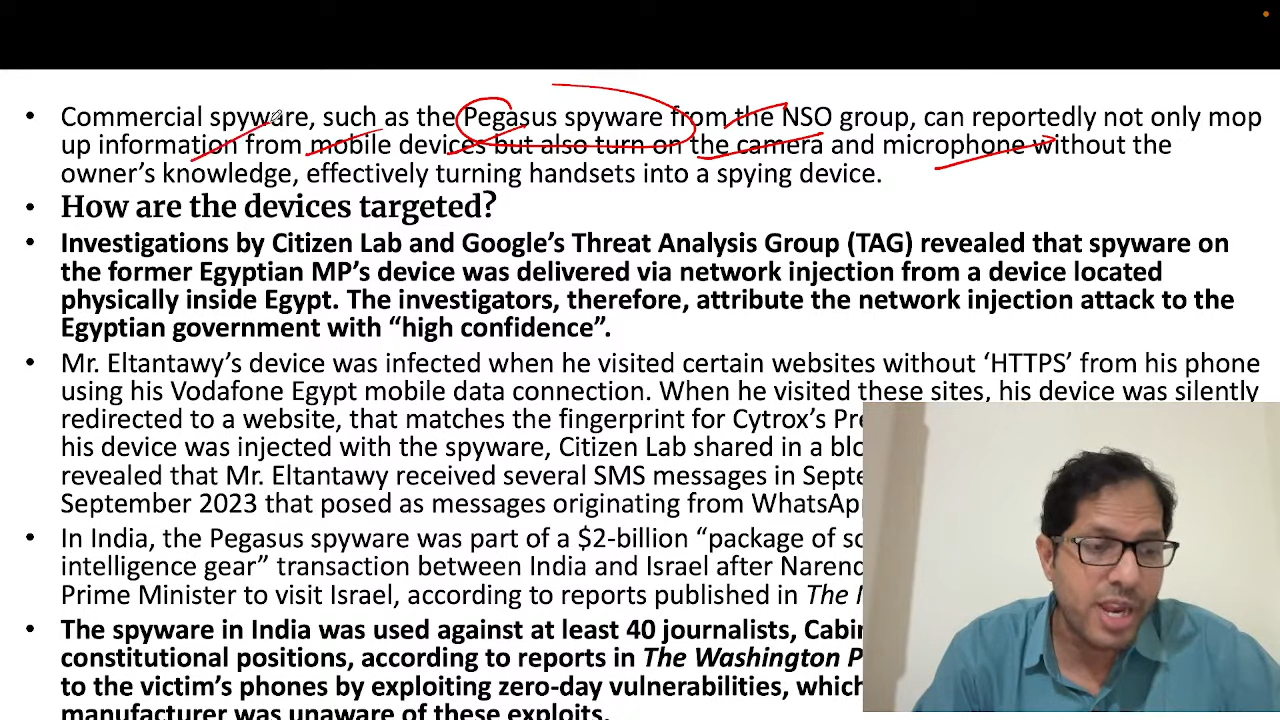 • Commercial spyware, such as the Pegasus spyware from the NSO group, can reportedly not only mop
up information from mobile devices but also turn on the camera and microphone without the
owner’s knowledge, effectively turning handsets into a spying device.
• How are the devices targeted?
• Investigations by Citizen Lab and Google’s Threat Analysis Group (TAG) revealed that spyware on
the former Egyptian MP’s device was delivered via network injection from a device located
physically inside Egypt. The investigators, therefore, attribute the network injection attack to the
Egyptian government with “high confidence”.
• Mr. Eltantawy’s device was infected when he visited certain websites without ‘HTTPS’ from his phone
using his Vodafone Egypt mobile data connection. When he visited these sites, his device was silently
redirected to a website, that matches the fingerprint for Cytrox’s
his device was injected with the spyware, Citizen Lab shared in a
revealed that Mr. Eltantawy received several SMS messages in
September 2023 that posed as messages originating from WhatsApp
• In India, the Pegasus spyware was part of a $2-billion “package of
intelligence gear” transaction between India and Israel after
Prime Minister to visit Israel, according to reports published in The
• The spyware in India was used against at least 40 journalists,
constitutional positions, according to reports in The Washington
to the victim’s phones by exploiting zero-day vulnerabilities, which
manufacturer was unaware of these exploits.